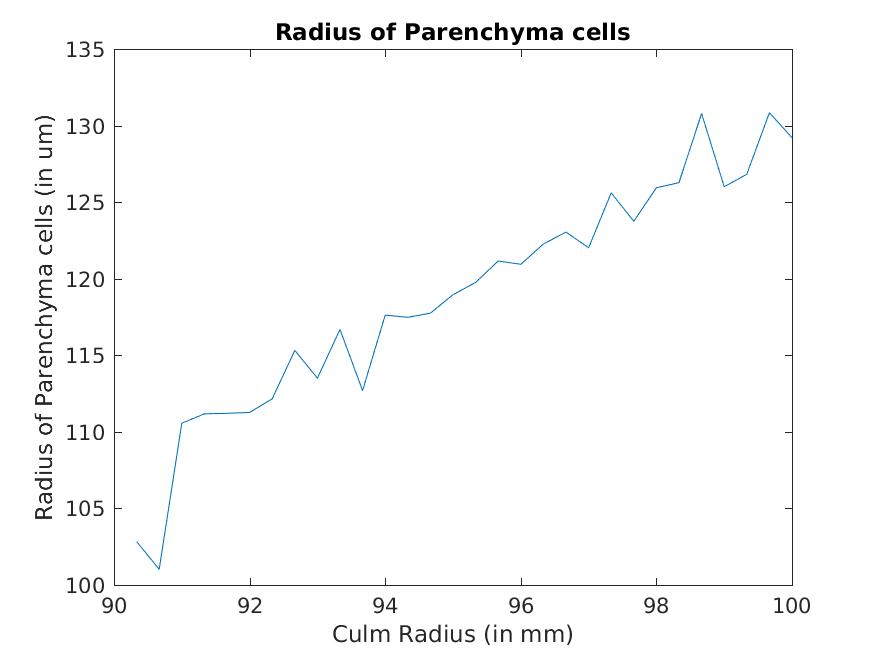 Radius of Parenchyma cells
135
130
125
120
115
110
105
100
Radius of Parenchyma cells (in um)
90 92 94 96 98 100
Culm Radius (in mm)